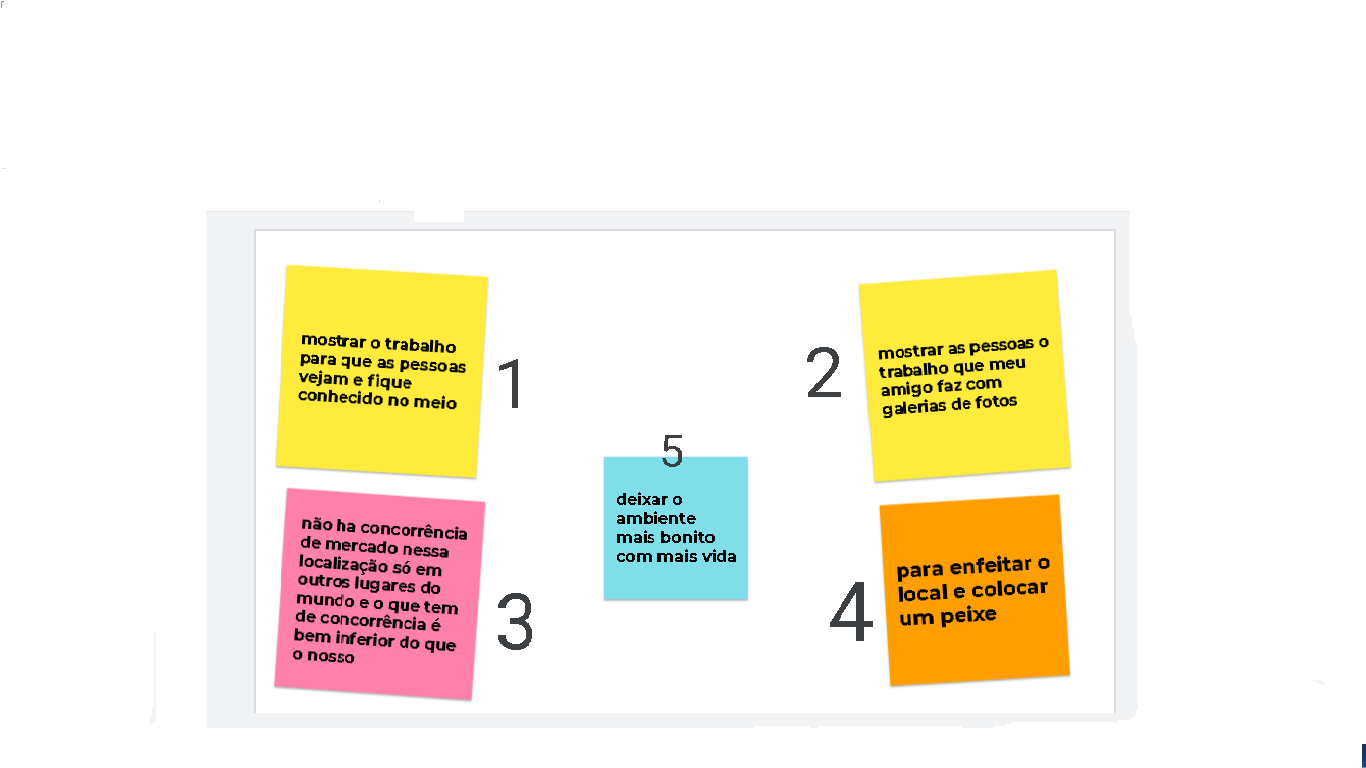 mostrar o trabalho
para que as pessoas
vejam e fique
conhecido no meio
1
2
mostrar as pessoas o
trabalho que meu
amigo faz com
galerias de fotos
5
deixar o
ambiente
mais bonito
com mais vida
não ha concorrência
de mercado nessa
localização só em
outros lugares do
mundo e o que tem
de concorrência é
bem inferior do que
o nosso
3
4
para enfeitar o
local e colocar
um peixe